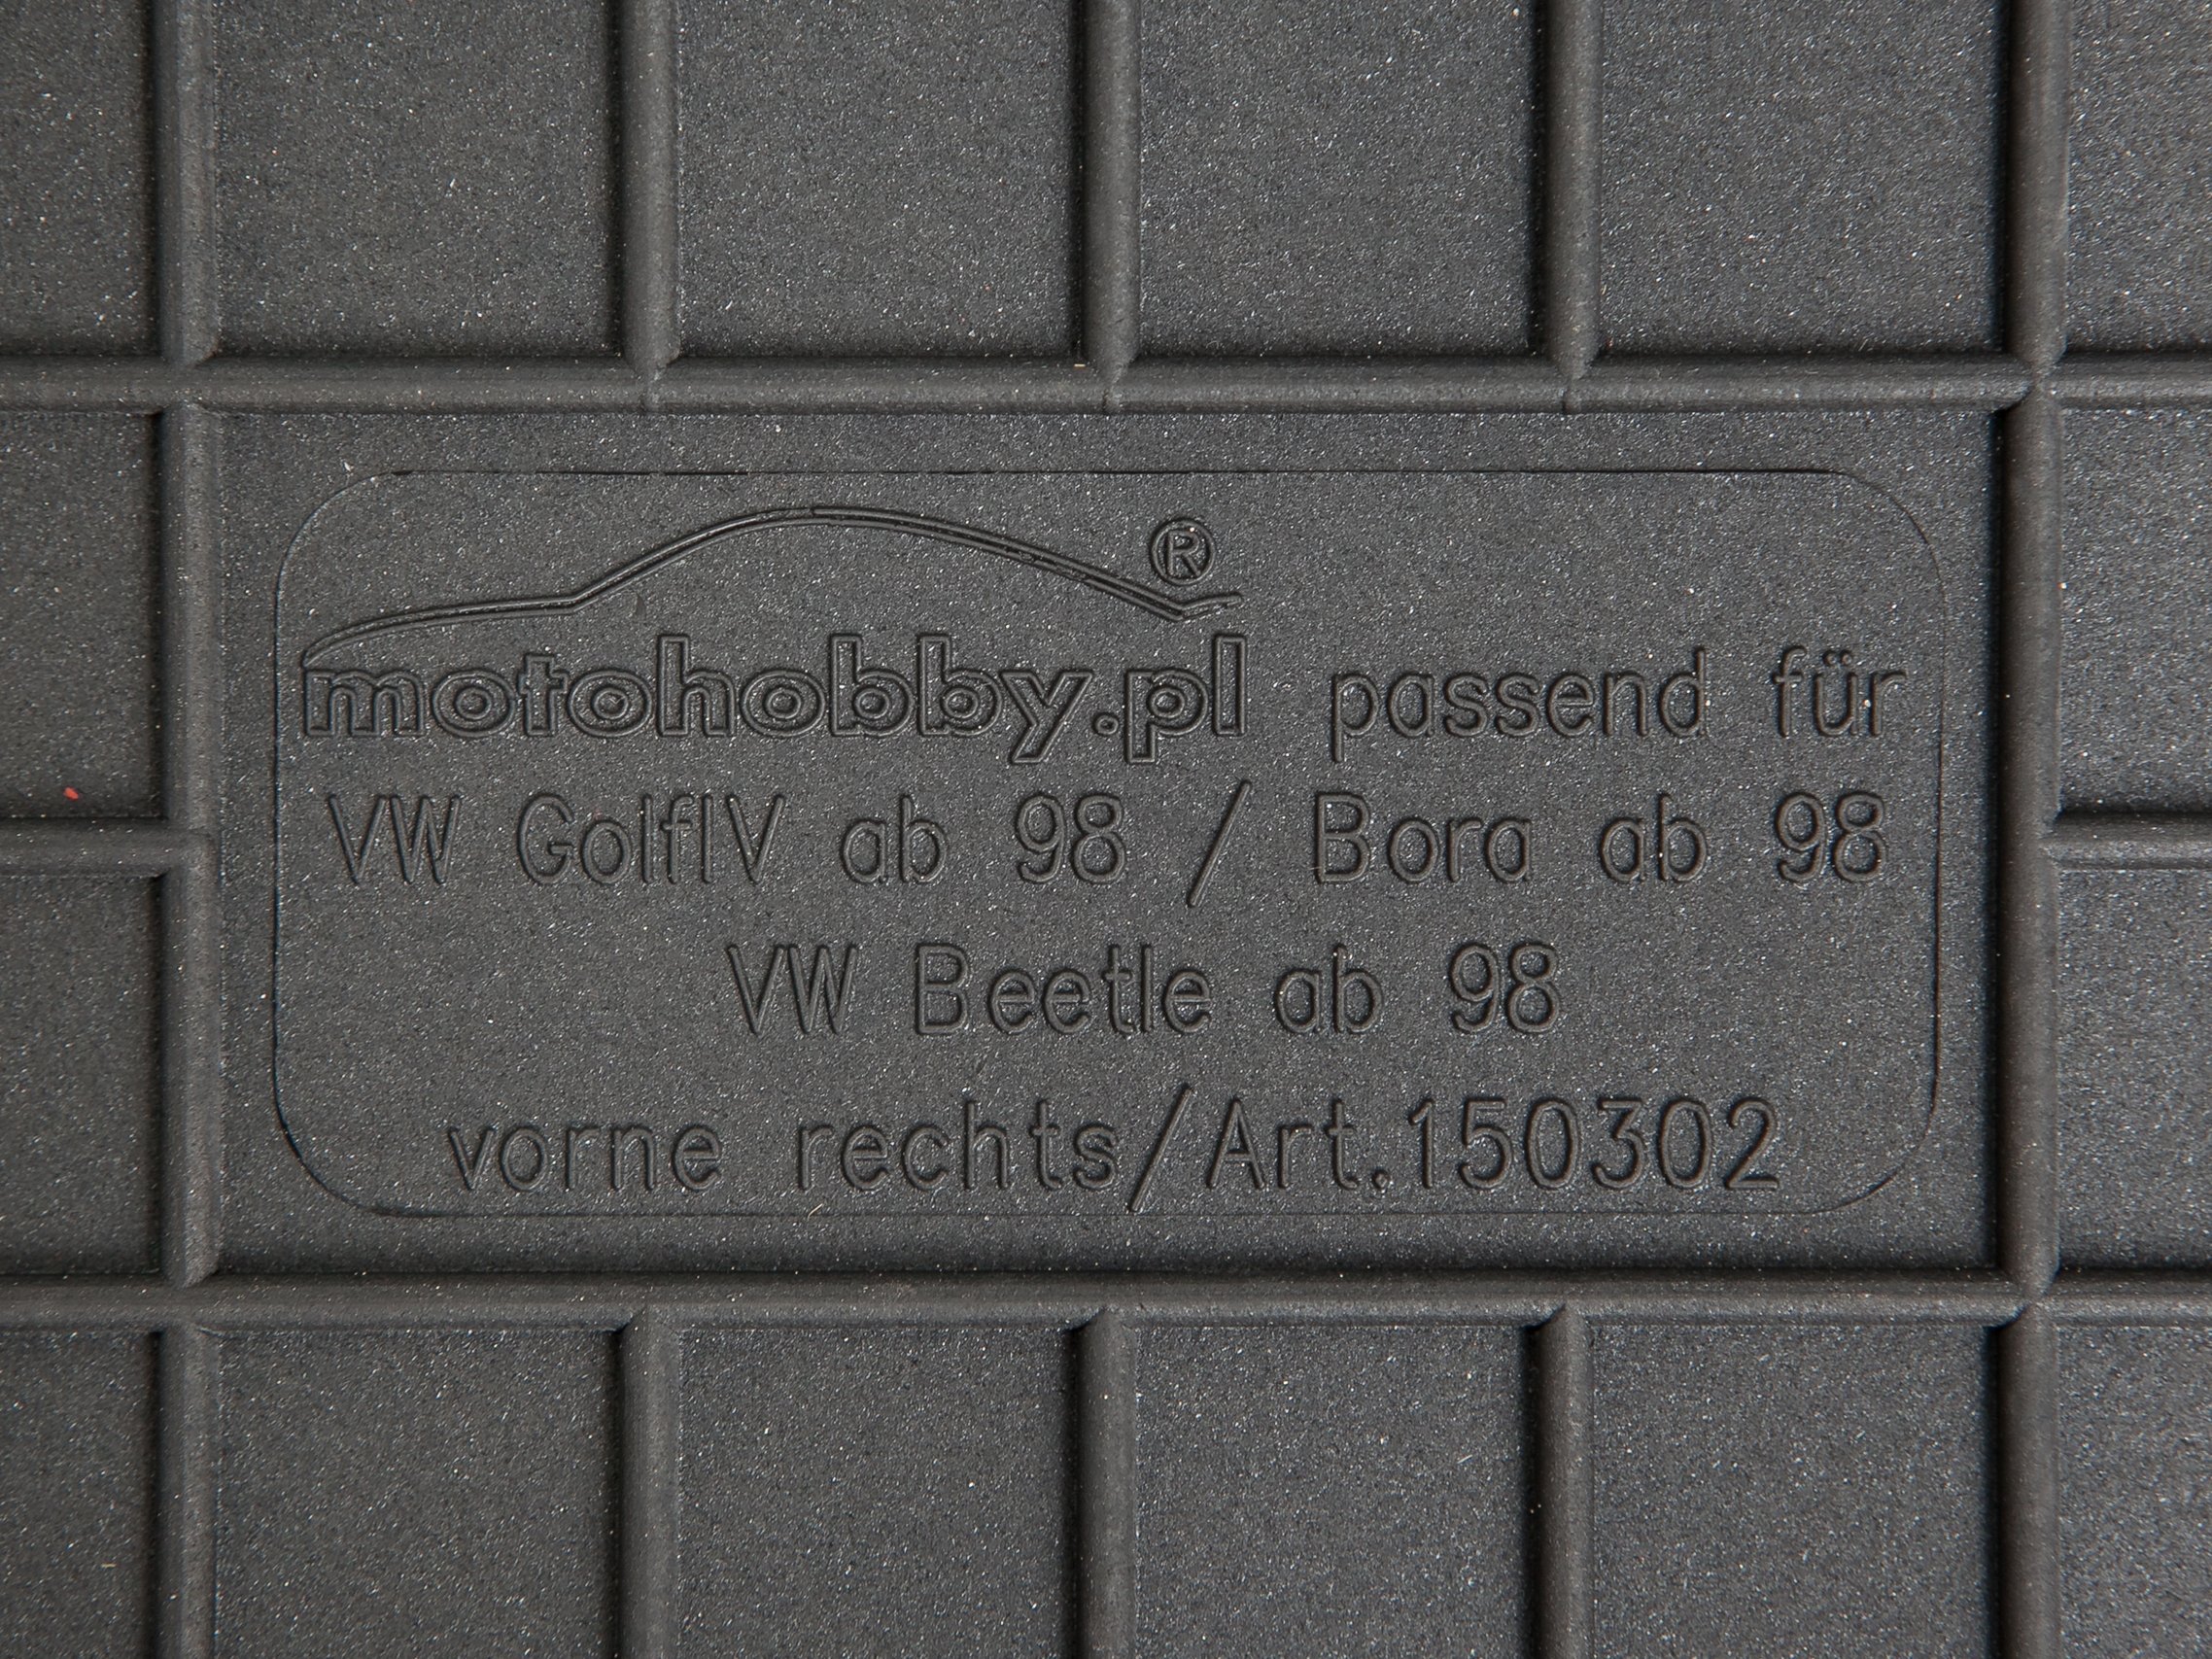 motohobby.pl® passend für
VW GolfIV ab 98 / Bora ab 98
VW Beetle ab 98
vorne rechts/Art.150302